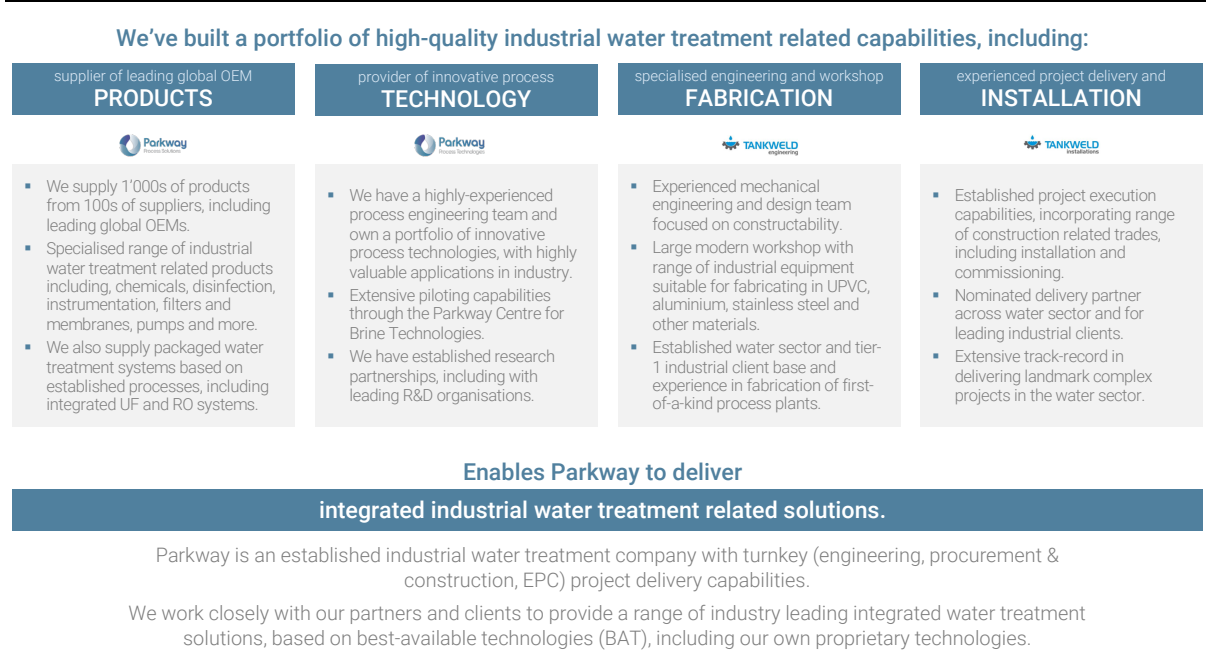 We've built a portfolio of high-quality industrial water treatment related capabilities, including:
supplier of leading global OEM
PRODUCTS
Parkway
Process Solutions
▪ We supply 1'000s of products
from 100s of suppliers, including
leading global OEMs.
▪ Specialised range of industrial
water treatment related products
including, chemicals, disinfection,
instrumentation, filters and
membranes, pumps and more.
▪ We also supply packaged water
treatment systems based on
established processes, including
integrated UF and RO systems.
provider of innovative process
TECHNOLOGY
Parkway
Process Technologies
▪ We have a highly-experienced
process engineering team and
own a portfolio of innovative
process technologies, with highly
valuable applications in industry.
▪ Extensive piloting capabilities
through the Parkway Centre for
Brine Technologies.
▪ We have established research
partnerships, including with
leading R&D organisations.
specialised engineering and workshop
FABRICATION
TANKWELD
engineering
▪ Experienced mechanical
engineering and design team
focused on constructability.
▪ Large modern workshop with
range of industrial equipment
suitable for fabricating in UPVC,
aluminium, stainless steel and
other materials.
▪ Established water sector and tier-
1 industrial client base and
experience in fabrication of first-
of-a-kind process plants.
experienced project delivery and
INSTALLATION
TANKWELD
installations
▪ Established project execution
capabilities, incorporating range
of construction related trades,
including installation and
commissioning.
▪ Nominated delivery partner
across water sector and for
leading industrial clients.
▪ Extensive track-record in
delivering landmark complex
projects in the water sector.
Enables Parkway to deliver
integrated industrial water treatment related solutions.
Parkway is an established industrial water treatment company with turnkey (engineering, procurement &
construction, EPC) project delivery capabilities.
We work closely with our partners and clients to provide a range of industry leading integrated water treatment
solutions, based on best-available technologies (BAT), including our own proprietary technologies.